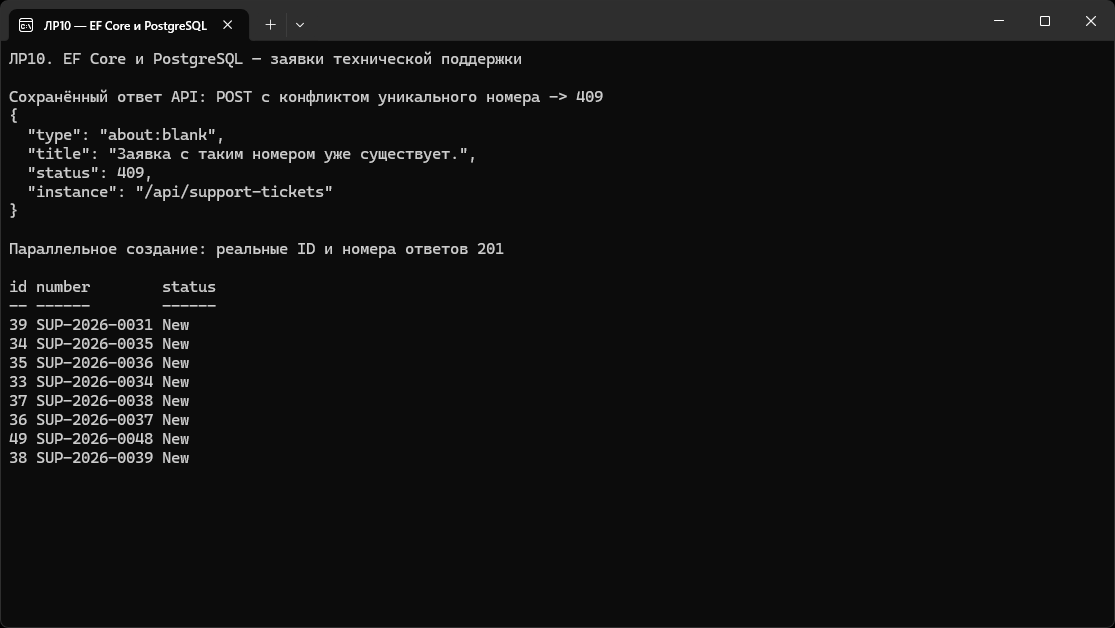 ЛР10 — EF Core и PostgreSQL
ЛР10. EF Core и PostgreSQL — заявки технической поддержки
Сохранённый ответ API: POST с конфликтом уникального номера -> 409
{
  "type": "about:blank",
  "title": "Заявка с таким номером уже существует.",
  "status": 409,
  "instance": "/api/support-tickets"
}
Параллельное создание: реальные ID и номера ответов 201
id number        status
-- ------        ------
39 SUP-2026-0031 New
34 SUP-2026-0035 New
35 SUP-2026-0036 New
33 SUP-2026-0034 New
37 SUP-2026-0038 New
36 SUP-2026-0037 New
49 SUP-2026-0048 New
38 SUP-2026-0039 New